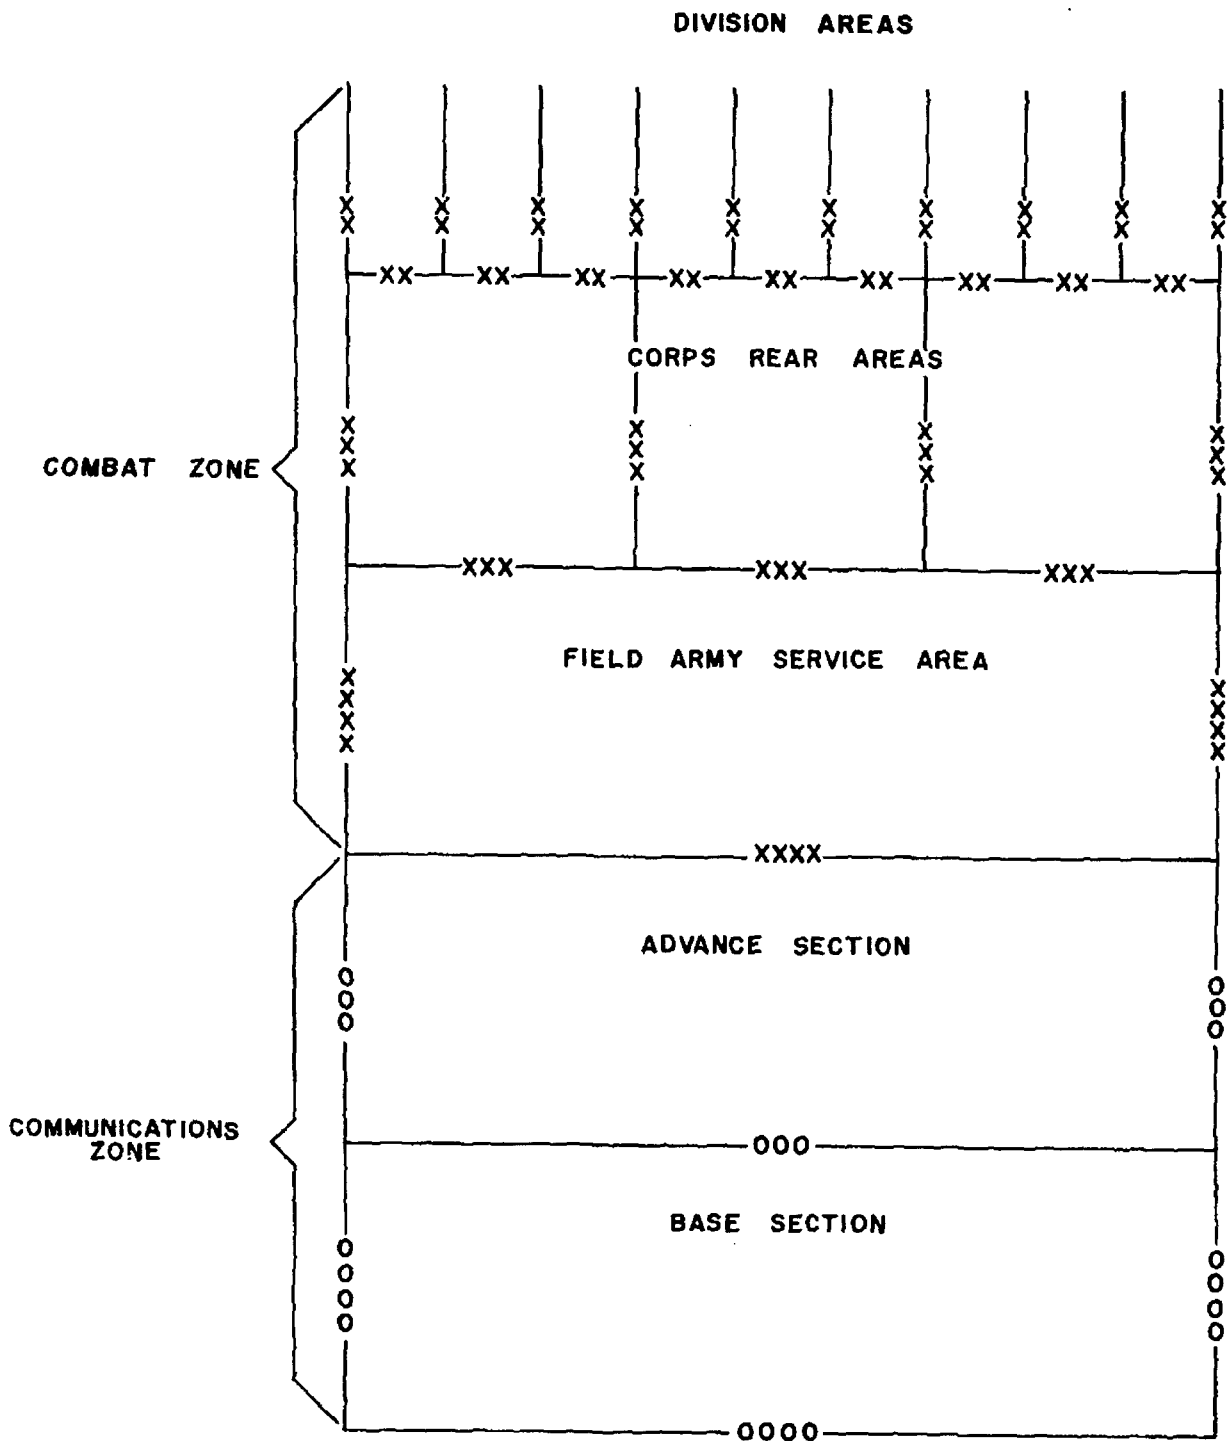 DIVISION AREAS
XX XX XX XX XX XX XX XX XX XX
XX XX XX XX XX XX XX XX XX
CORPS REAR AREAS
XXX XXX XXX XXX
COMBAT ZONE
XXX XXX XXX
FIELD ARMY SERVICE AREA
XXXX XXXX
XXXX
ADVANCE SECTION
OOO OOO
COMMUNICATIONS
ZONE
OOO
BASE SECTION
OOOO OOOO
OOOO